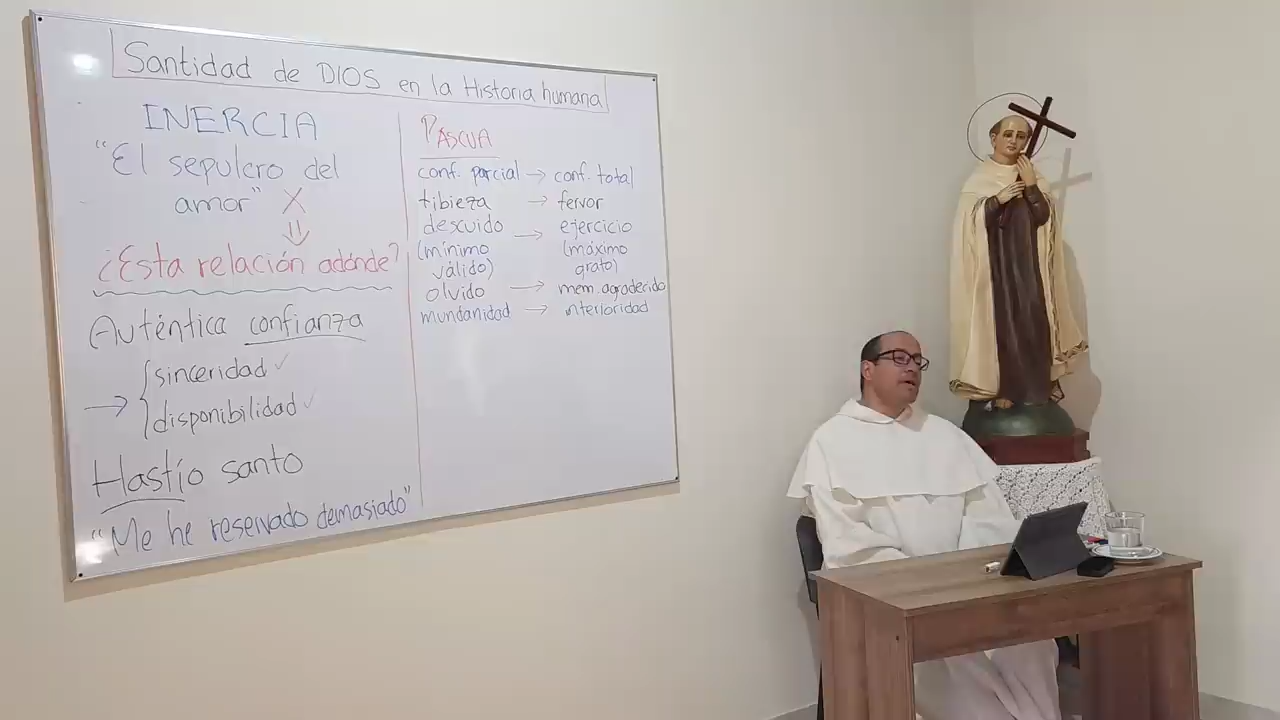 Santidad de DIOS en la Historia humana
INERCIA
"El sepulcro del
amor" X
¿Esta relación adónde?
Auténtica confianza
→ sinceridad ✓
disponibilidad ✓
Hastío santo
"Me he reservado demasiado"
PASCUA
conf. parcial → conf. total
tibieza → fervor
descuido → ejercicio
(mínimo (máximo
válido) grato)
olvido → mem. agradecido
mundanidad → interioridad